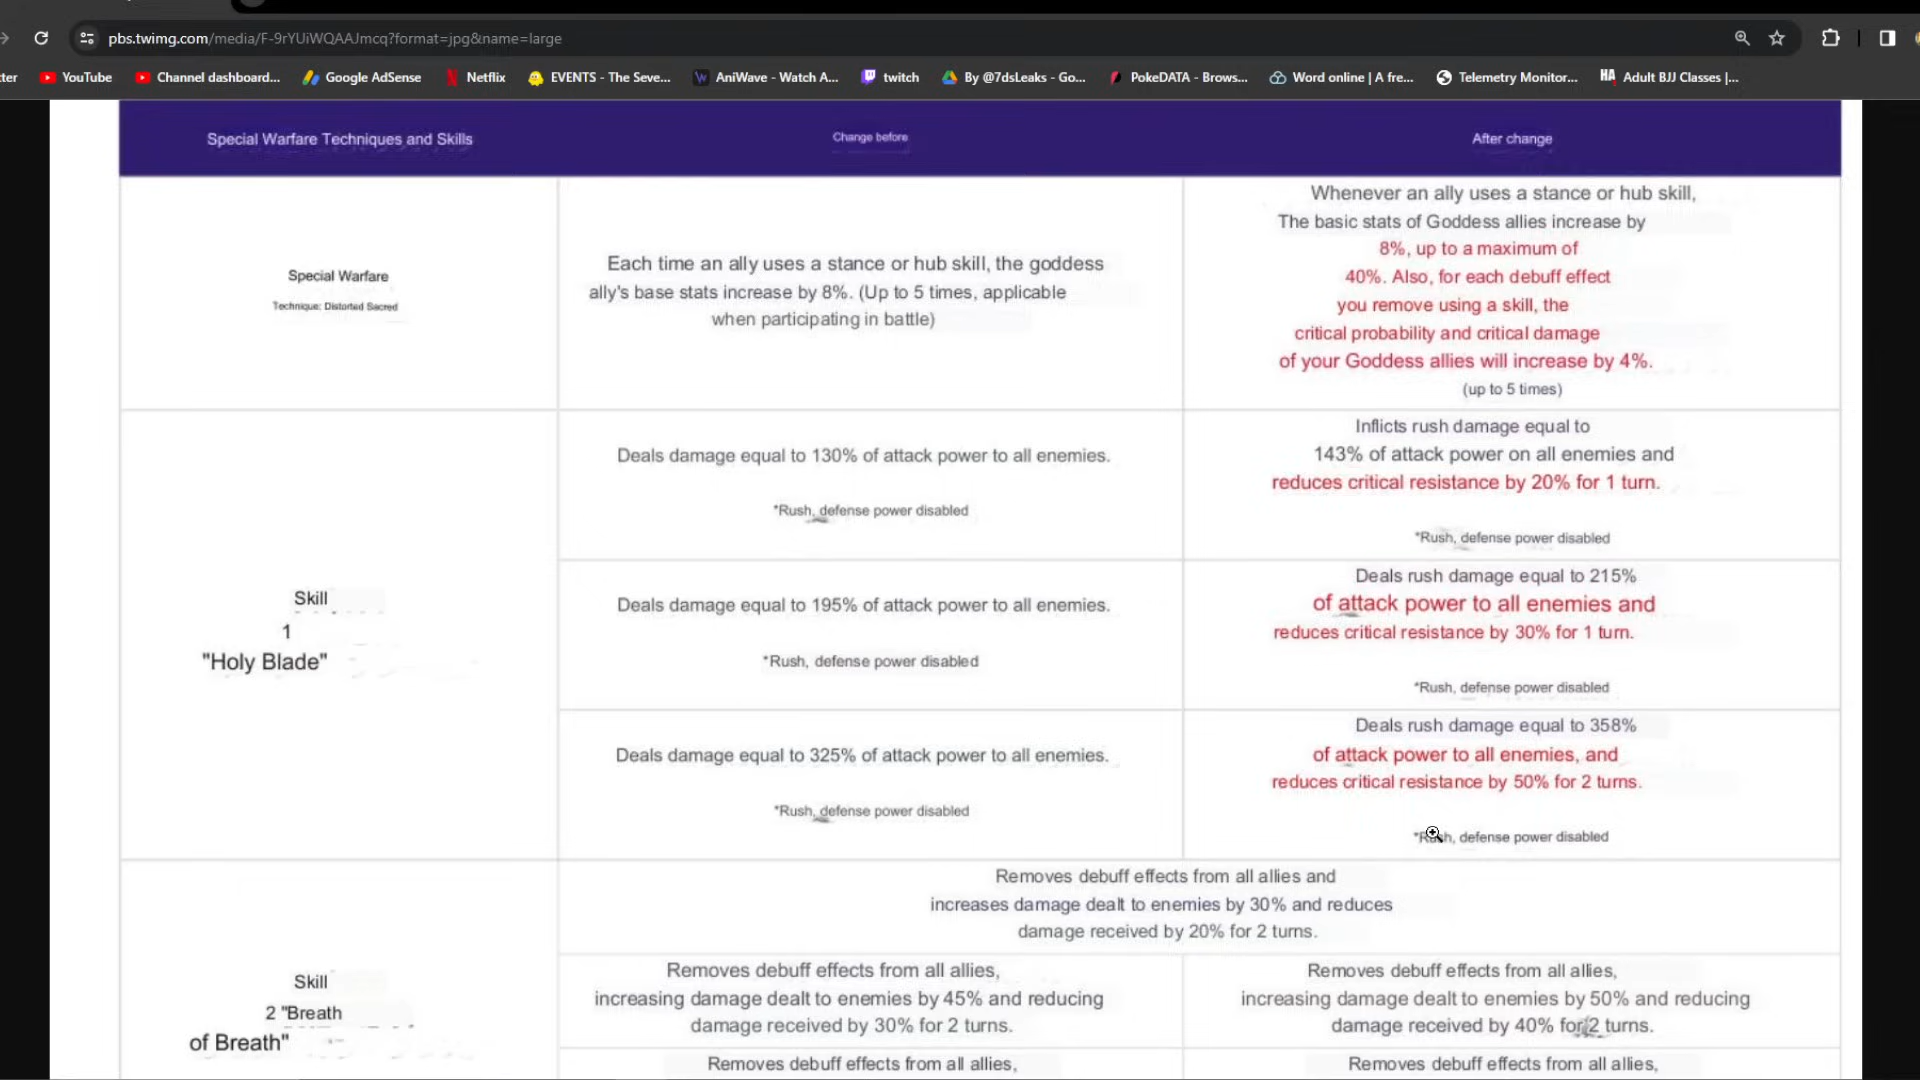 pbs.twimg.com/media/F-9rYUiWQAAJmcq?format=jpg&name=large
ter
YouTube
Channel dashboard...
Google AdSense
Netflix
EVENTS - The Seve...
AniWave - Watch A...
twitch
By @7dsLeaks - Go...
PokeDATA - Brows...
Word online | A fre...
Telemetry Monitor...
HA
Adult BJJ Classes |...
Special Warfare Techniques and Skills
Change before
After change
Special Warfare
Technique: Distorted Sacred
Each time an ally uses a stance or hub skill, the goddess
ally's base stats increase by 8%. (Up to 5 times, applicable
when participating in battle)
Whenever an ally uses a stance or hub skill,
The basic stats of Goddess allies increase by
8%, up to a maximum of
40%. Also, for each debuff effect
you remove using a skill, the
critical probability and critical damage
of your Goddess allies will increase by 4%.
(up to 5 times)
Skill
1
"Holy Blade"
Deals damage equal to 130% of attack power to all enemies.
*Rush, defense power disabled
Inflicts rush damage equal to
143% of attack power on all enemies and
reduces critical resistance by 20% for 1 turn.
*Rush, defense power disabled
Deals damage equal to 195% of attack power to all enemies.
*Rush, defense power disabled
Deals rush damage equal to 215%
of attack power to all enemies and
reduces critical resistance by 30% for 1 turn.
*Rush, defense power disabled
Deals damage equal to 325% of attack power to all enemies.
*Rush, defense power disabled
Deals rush damage equal to 358%
of attack power to all enemies, and
reduces critical resistance by 50% for 2 turns.
*Rush, defense power disabled
Skill
2 "Breath
of Breath"
Removes debuff effects from all allies and
increases damage dealt to enemies by 30% and reduces
damage received by 20% for 2 turns.
Removes debuff effects from all allies,
increasing damage dealt to enemies by 45% and reducing
damage received by 30% for 2 turns.
Removes debuff effects from all allies,
increasing damage dealt to enemies by 50% and reducing
damage received by 40% for 2 turns.
Removes debuff effects from all allies,
Removes debuff effects from all allies,